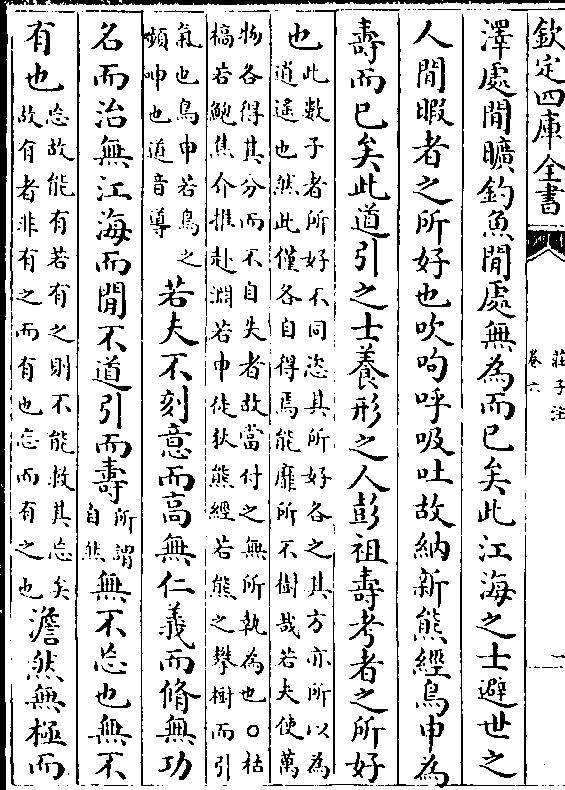 欽定四庫全書
莊子注
卷六
一
澤處閒曠釣魚閒處無為而已矣此江海之士避世之
人閒暇者之所好也吹呴呼吸吐故納新熊經鳥申為
壽而已矣此道引之士養形之人彭祖壽考者之所好
也
此數子者所好不同恣其所好各之其方亦所以為
逍遙也然此僅各自得焉能靡所不樹哉若夫使萬
物各得其分而不自失者故當付之無所執為也○枯
槁若鮑焦介推赴淵若申徒狄熊經若熊之攀樹而引
氣也鳥申若鳥之
頻呻也道音導
若夫不刻意而高無仁義而脩無功
名而治無江海而閒不道引而壽
所謂
自然
無不忘也無不
有也
忘故能有若有之則不能救其忘矣
故有者非有之而有也忘而有之也
澹然無極而